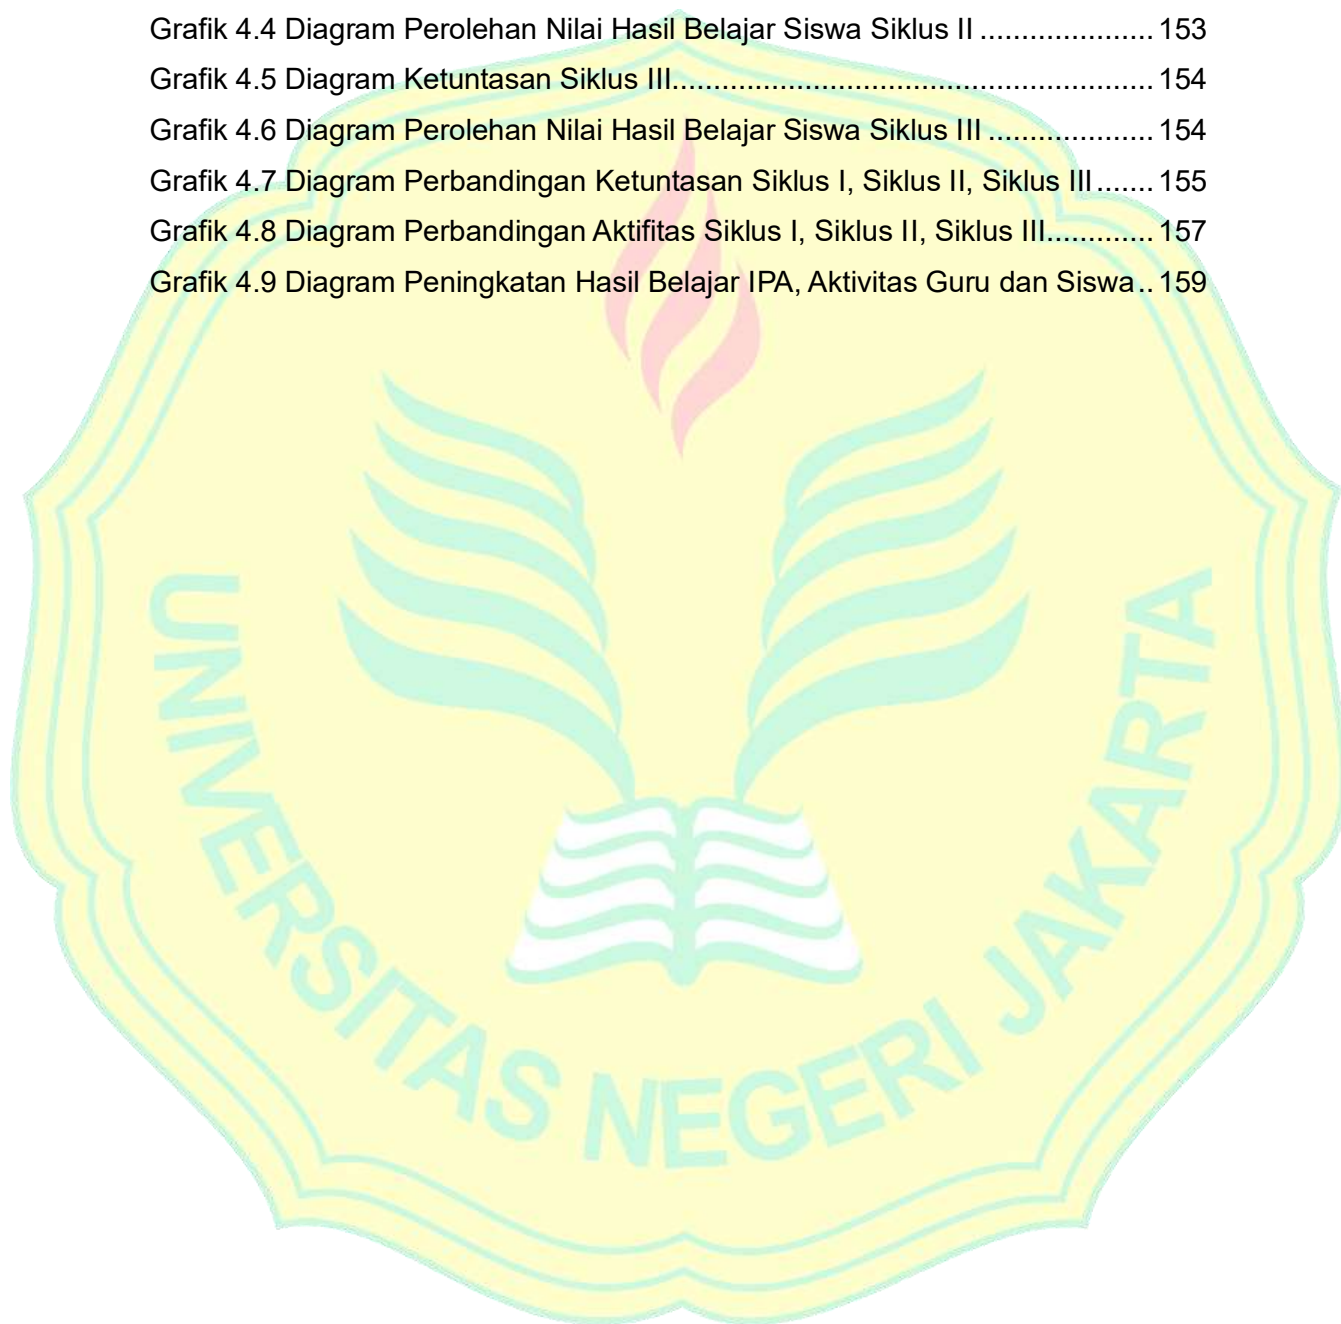 Grafik 4.4 Diagram Perolehan Nilai Hasil Belajar Siswa Siklus II ..................... 153
Grafik 4.5 Diagram Ketuntasan Siklus III.......................................................... 154
Grafik 4.6 Diagram Perolehan Nilai Hasil Belajar Siswa Siklus III .................... 154
Grafik 4.7 Diagram Perbandingan Ketuntasan Siklus I, Siklus II, Siklus III ....... 155
Grafik 4.8 Diagram Perbandingan Aktifitas Siklus I, Siklus II, Siklus III............. 157
Grafik 4.9 Diagram Peningkatan Hasil Belajar IPA, Aktivitas Guru dan Siswa .. 159
UNIVERSITAS NEGERI JAKARTA